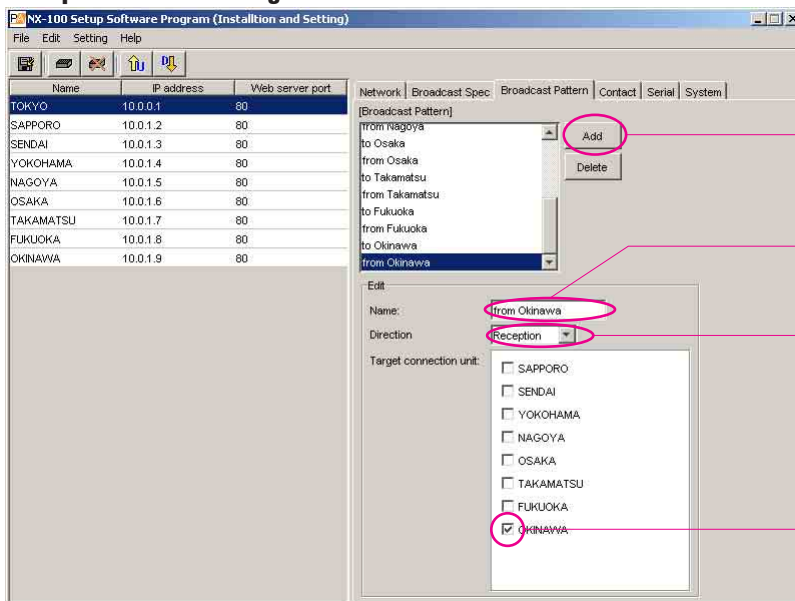 NX-100 Setup Software Program (Installtion and Setting)
File Edit Setting Help
Name IP address Web server port
TOKYO 10.0.0.1 80
SAPPORO 10.0.1.2 80
SENDAI 10.0.1.3 80
YOKOHAMA 10.0.1.4 80
NAGOYA 10.0.1.5 80
OSAKA 10.0.1.6 80
TAKAMATSU 10.0.1.7 80
FUKUOKA 10.0.1.8 80
OKINAWA 10.0.1.9 80
Network Broadcast Spec Broadcast Pattern Contact Serial System
[Broadcast Pattern]
from Nagoya
to Osaka
from Osaka
to Takamatsu
from Takamatsu
to Fukuoka
from Fukuoka
to Okinawa
from Okinawa
Add
Delete
Edit
Name: from Okinawa
Direction Reception
Target connection unit:
SAPPORO
SENDAI
YOKOHAMA
NAGOYA
OSAKA
TAKAMATSU
FUKUOKA
OKINAWA